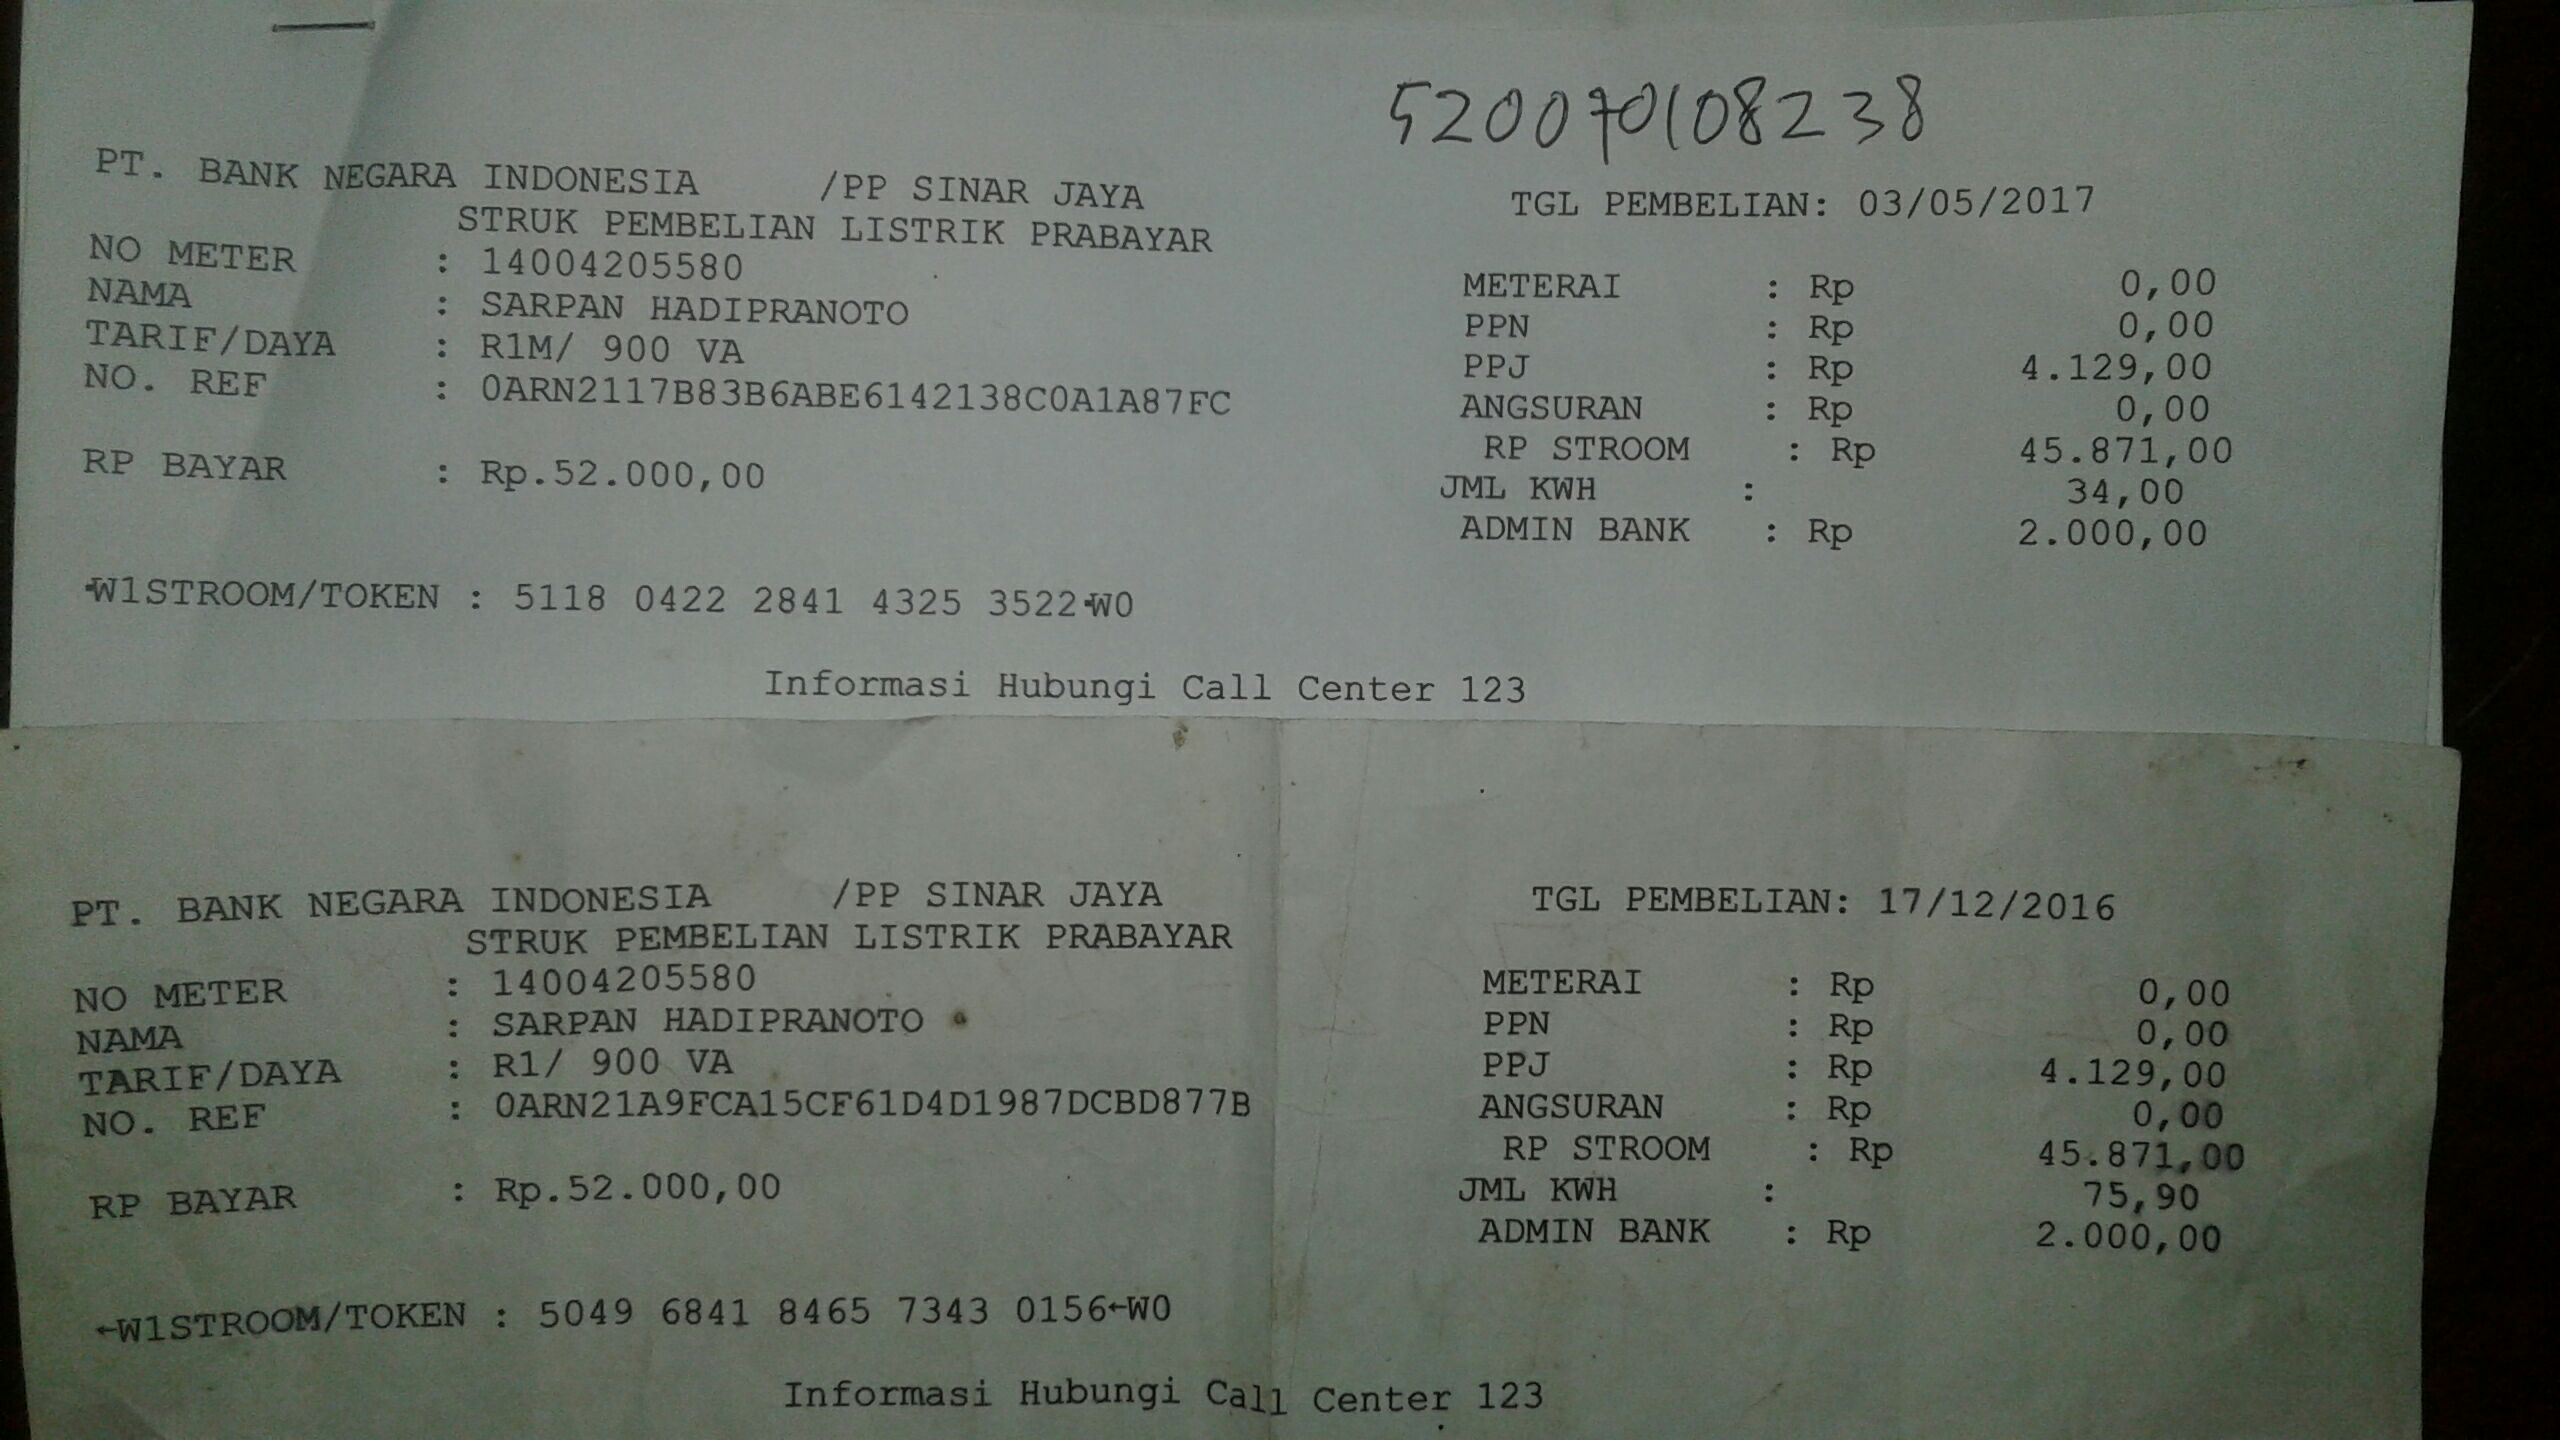 520070108238
PT. BANK NEGARA INDONESIA /PP SINAR JAYA TGL PEMBELIAN: 03/05/2017
STRUK PEMBELIAN LISTRIK PRABAYAR
NO METER : 14004205580 METERAI : Rp 0,00
NAMA : SARPAN HADIPRANOTO PPN : Rp 0,00
TARIF/DAYA : R1M/ 900 VA PPJ : Rp 4.129,00
NO. REF : 0ARN2117B83B6ABE6142138C0A1A87FC ANGSURAN : Rp 0,00
RP STROOM : Rp 45.871,00
RP BAYAR : Rp.52.000,00 JML KWH : 34,00
ADMIN BANK : Rp 2.000,00
←W1STROOM/TOKEN : 5118 0422 2841 4325 3522←W0
Informasi Hubungi Call Center 123
PT. BANK NEGARA INDONESIA /PP SINAR JAYA TGL PEMBELIAN: 17/12/2016
STRUK PEMBELIAN LISTRIK PRABAYAR
NO METER : 14004205580 METERAI : Rp 0,00
NAMA : SARPAN HADIPRANOTO PPN : Rp 0,00
TARIF/DAYA : R1/ 900 VA PPJ : Rp 4.129,00
NO. REF : 0ARN21A9FCA15CF61D4D1987DCBD877B ANGSURAN : Rp 0,00
RP STROOM : Rp 45.871,00
RP BAYAR : Rp.52.000,00 JML KWH : 75,90
ADMIN BANK : Rp 2.000,00
←W1STROOM/TOKEN : 5049 6841 8465 7343 0156←W0
Informasi Hubungi Call Center 123